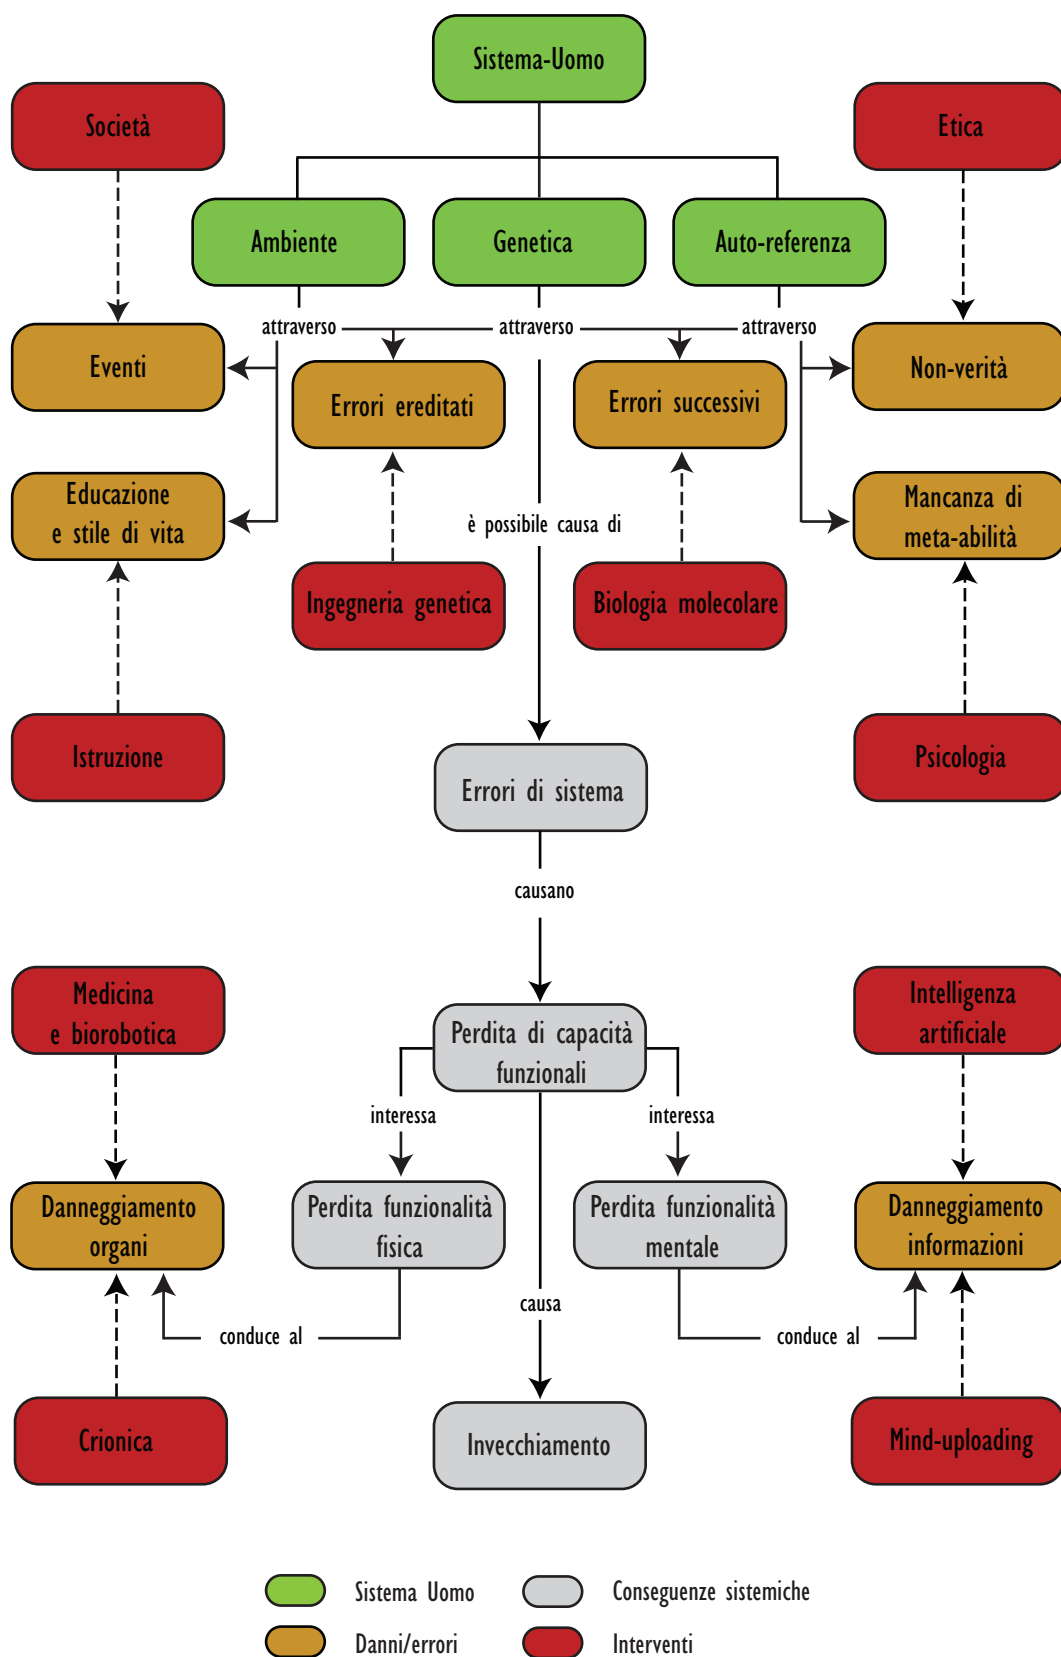 Sistema-Uomo
Società
Etica
Ambiente
Genetica
Auto-referenza
attraverso
attraverso
attraverso
Eventi
Errori ereditati
Errori successivi
Non-verità
Educazione
e stile di vita
è possibile causa di
Mancanza di
meta-abilità
Ingegneria genetica
Biologia molecolare
Istruzione
Errori di sistema
Psicologia
causano
Medicina
e biorobotica
Perdita di capacità
funzionali
Intelligenza
artificiale
interessa
interessa
Danneggiamento
organi
Perdita funzionalità
fisica
Perdita funzionalità
mentale
Danneggiamento
informazioni
causa
conduce al
conduce al
Crionica
Invecchiamento
Mind-uploading
Sistema Uomo
Conseguenze sistemiche
Danni/errori
Interventi